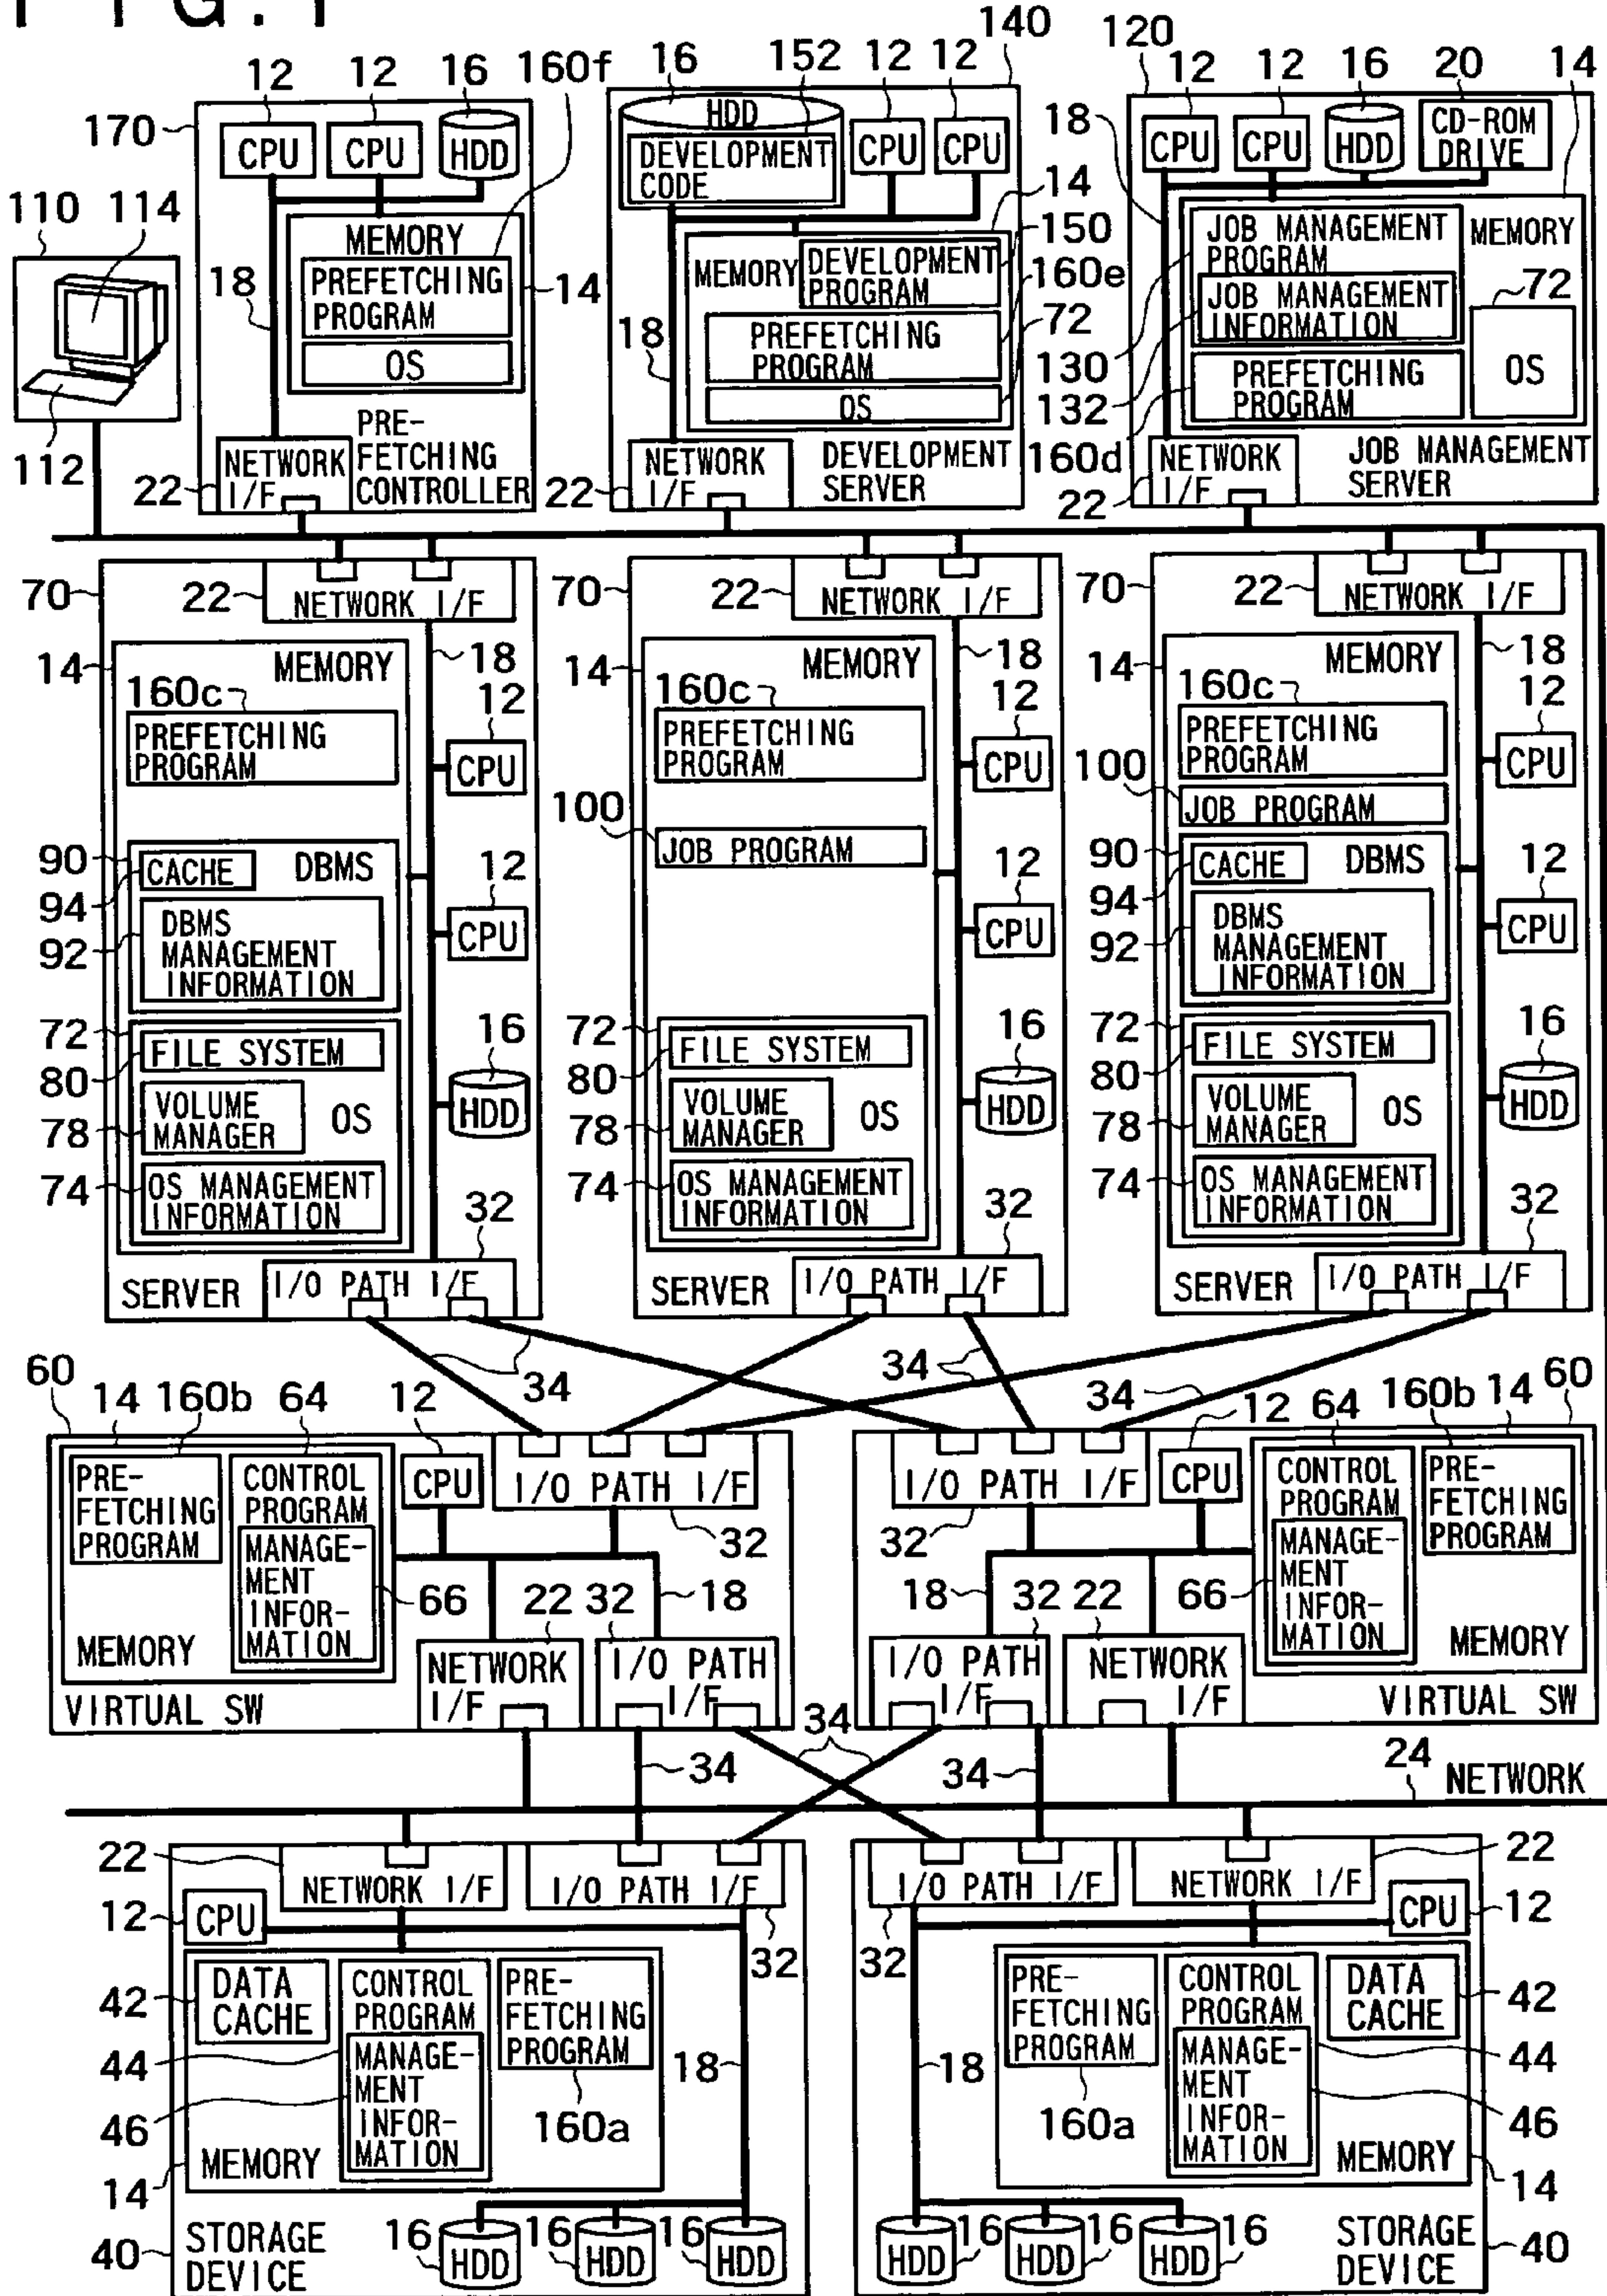 FIG.1
140
120
12
12
16
160f
16
152
12
12
12
12
16
20
14
170
CPU
CPU
HDD
HDD
DEVELOPMENT
CODE
CPU
CPU
18
CPU
CPU
HDD
CD-ROM
DRIVE
110
114
14
MEMORY
PREFETCHING
PROGRAM
OS
18
14
MEMORY
DEVELOPMENT
PROGRAM
150
160e
72
PREFETCHING
PROGRAM
OS
18
JOB MANAGEMENT
PROGRAM
JOB MANAGEMENT
INFORMATION
MEMORY
72
130
132
PREFETCHING
PROGRAM
OS
112
22
NETWORK
I/F
PRE-
FETCHING
CONTROLLER
22
NETWORK
I/F
DEVELOPMENT
SERVER
160d
22
NETWORK
I/F
JOB MANAGEMENT
SERVER
70
22
NETWORK I/F
14
MEMORY
18
160c
PREFETCHING
PROGRAM
12
CPU
90
CACHE
DBMS
94
12
CPU
92
DBMS
MANAGEMENT
INFORMATION
72
FILE SYSTEM
80
16
HDD
VOLUME
MANAGER
OS
78
74
OS MANAGEMENT
INFORMATION
32
SERVER
I/O PATH I/F
70
22
NETWORK I/F
14
MEMORY
18
160c
PREFETCHING
PROGRAM
12
CPU
100
JOB PROGRAM
12
CPU
72
FILE SYSTEM
80
16
HDD
VOLUME
MANAGER
OS
78
74
OS MANAGEMENT
INFORMATION
32
SERVER
I/O PATH I/F
70
22
NETWORK I/F
14
MEMORY
18
160c
PREFETCHING
PROGRAM
12
CPU
100
JOB PROGRAM
90
CACHE
DBMS
94
12
CPU
92
DBMS
MANAGEMENT
INFORMATION
72
FILE SYSTEM
80
16
HDD
VOLUME
MANAGER
OS
78
74
OS MANAGEMENT
INFORMATION
32
SERVER
I/O PATH I/F
34
34
34
60
14
160b
64
12
PRE-
FETCHING
PROGRAM
CONTROL
PROGRAM
MANAGE-
MENT
INFOR-
MATION
CPU
I/O PATH I/F
32
66
22
32
18
MEMORY
NETWORK
I/F
I/O PATH
I/F
VIRTUAL SW
12
64
160b
14
60
I/O PATH I/F
CPU
CONTROL
PROGRAM
MANAGE-
MENT
INFOR-
MATION
PRE-
FETCHING
PROGRAM
32
18
32
22
66
I/O PATH
I/F
NETWORK
I/F
MEMORY
VIRTUAL SW
34
34
34
24
NETWORK
22
NETWORK I/F
I/O PATH I/F
12
CPU
32
42
DATA
CACHE
CONTROL
PROGRAM
PRE-
FETCHING
PROGRAM
44
MANAGE-
MENT
INFOR-
MATION
18
46
160a
MEMORY
14
40
STORAGE
DEVICE
16
HDD
16
HDD
16
HDD
I/O PATH I/F
NETWORK I/F
22
CPU
12
32
PRE-
FETCHING
PROGRAM
CONTROL
PROGRAM
DATA
CACHE
42
18
MANAGE-
MENT
INFOR-
MATION
44
160a
46
MEMORY
14
HDD
16
HDD
16
HDD
16
STORAGE
DEVICE
40